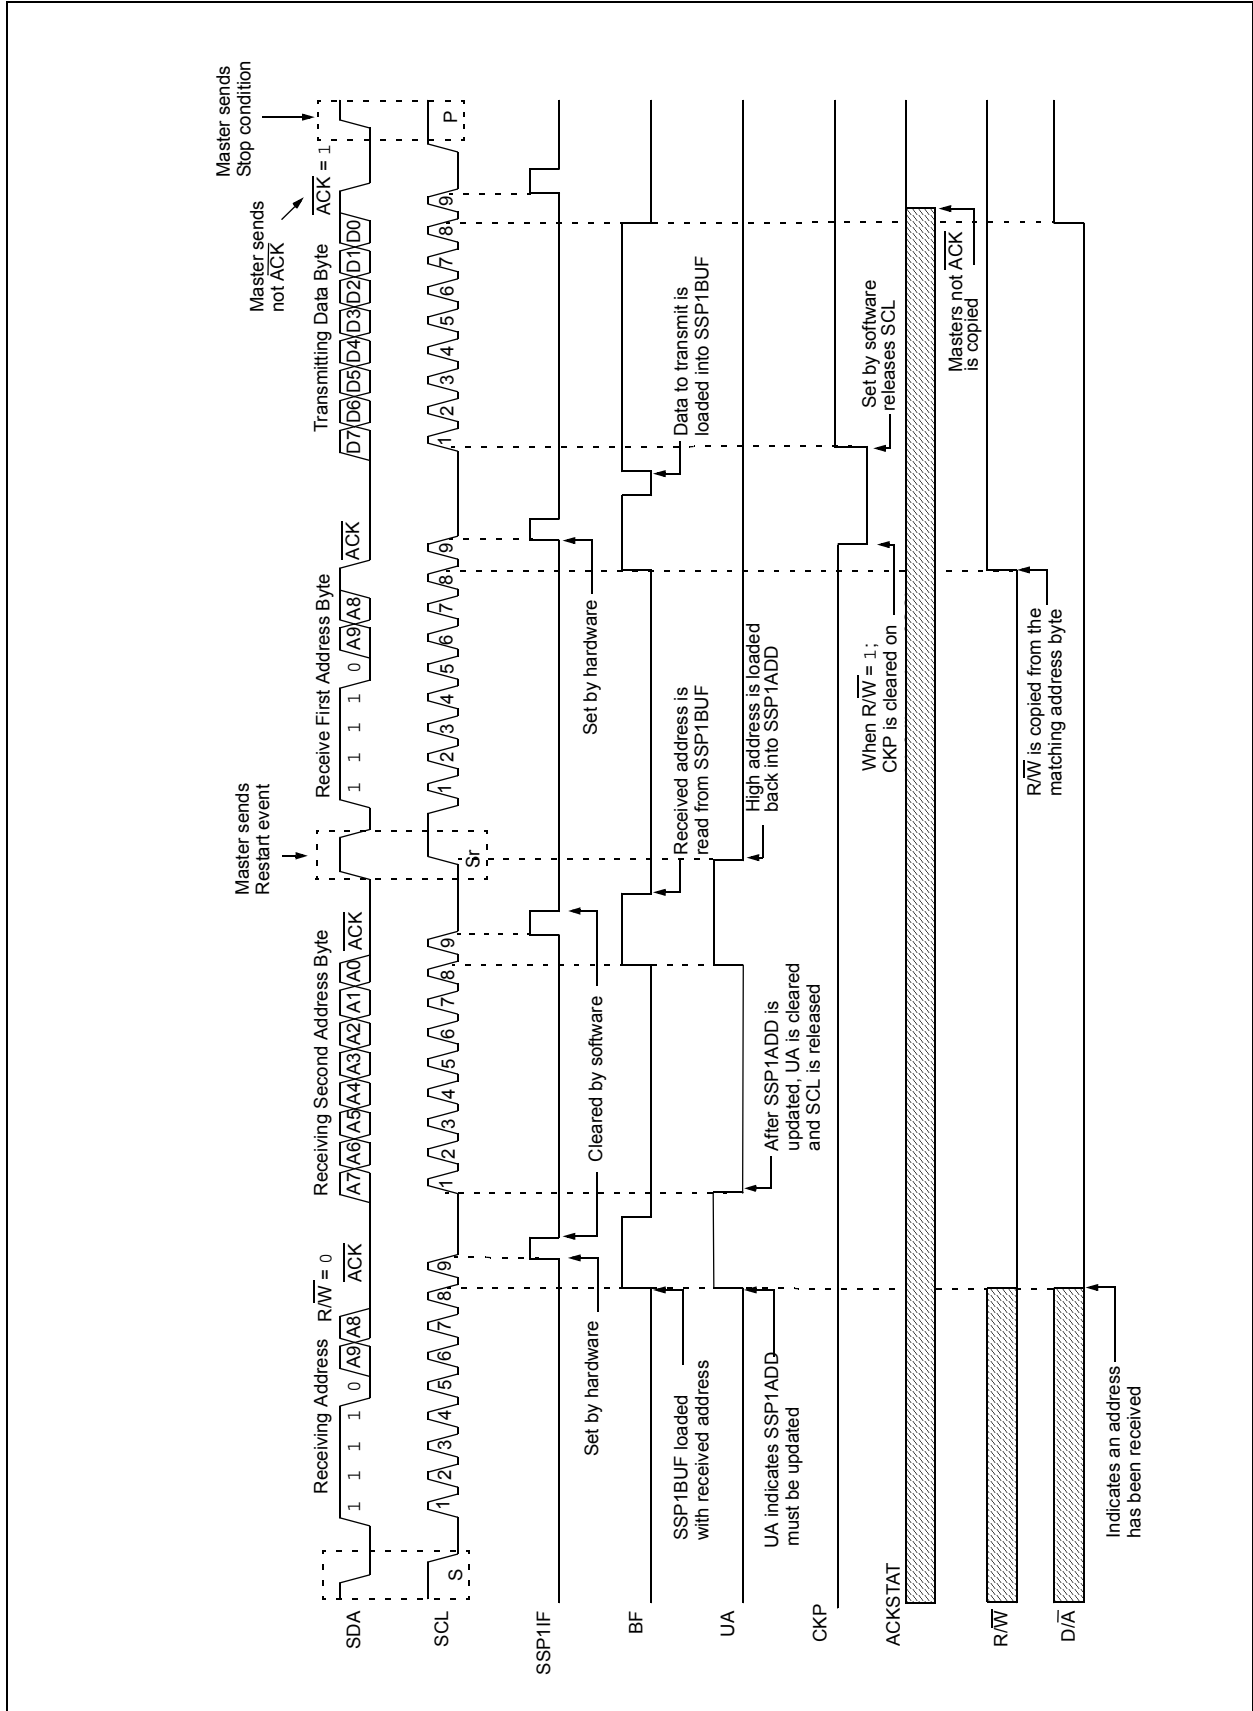 Master sends
Stop condition
Master sends
not ACK
Master sends
Restart event
Receiving Address R/W = 0
Receiving Second Address Byte
Receive First Address Byte
Transmitting Data Byte
ACK = 1
SDA
1 1 1 1 0 A9 A8 ACK
A7 A6 A5 A4 A3 A2 A1 A0 ACK
1 1 1 1 0 A9 A8 ACK
D7 D6 D5 D4 D3 D2 D1 D0
SCL
S
1 2 3 4 5 6 7 8 9
1 2 3 4 5 6 7 8 9
Sr
1 2 3 4 5 6 7 8 9
1 2 3 4 5 6 7 8 9
P
SSP1IF
Set by hardware
Cleared by software
Set by hardware
BF
SSP1BUF loaded
with received address
Received address is
read from SSP1BUF
Data to transmit is
loaded into SSP1BUF
UA
UA indicates SSP1ADD
must be updated
After SSP1ADD is
updated, UA is cleared
and SCL is released
High address is loaded
back into SSP1ADD
CKP
When R/W = 1;
CKP is cleared on
Set by software
releases SCL
ACKSTAT
Masters not ACK
is copied
R/W
R/W is copied from the
matching address byte
D/A
Indicates an address
has been received